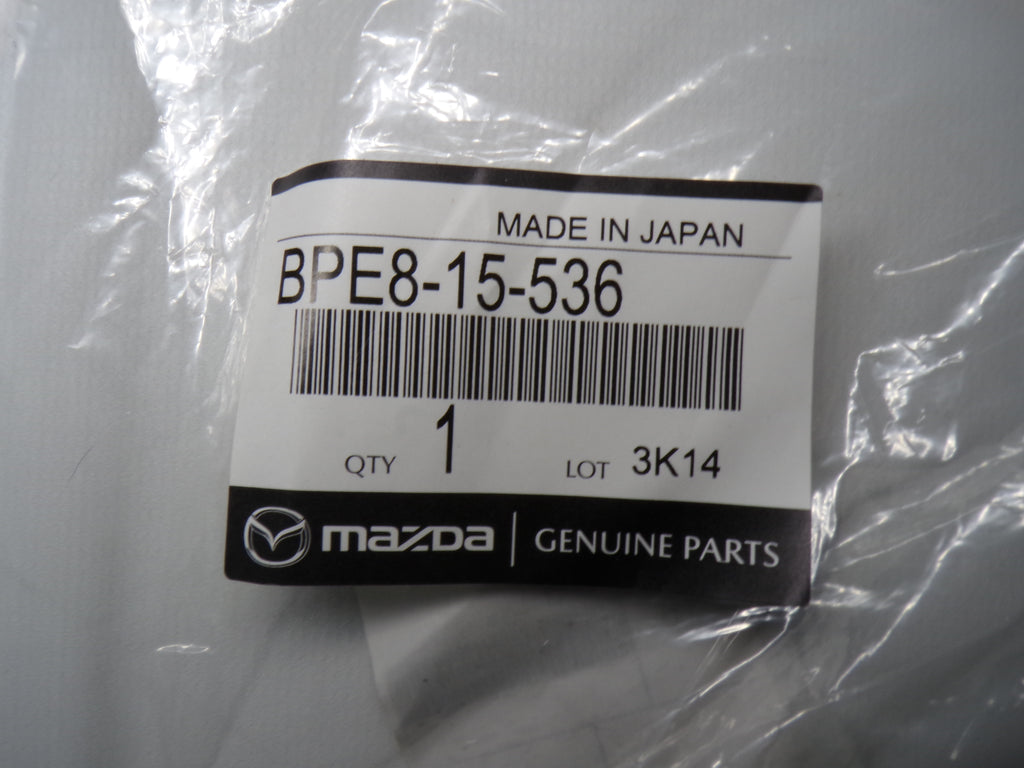 MADE IN JAPAN
BPE8-15-536
QTY 1 LOT 3K14
mazda GENUINE PARTS